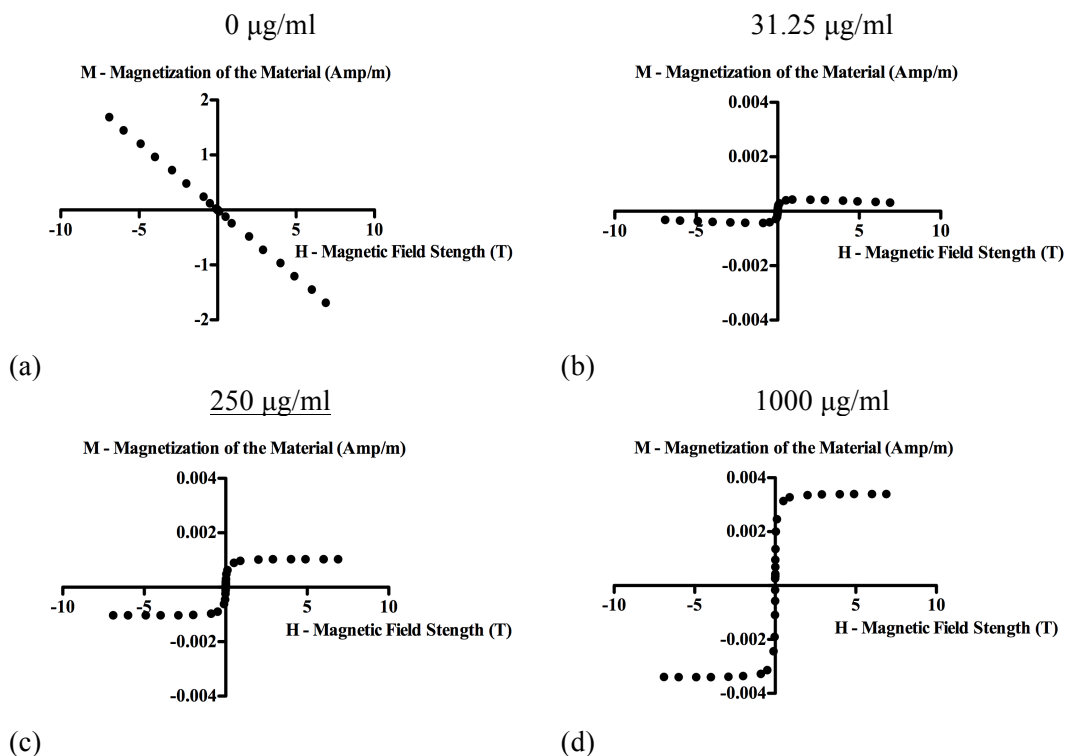 0 μg/ml
M - Magnetization of the Material (Amp/m)
2
1
-10
-5
5
10
H - Magnetic Field Stength (T)
-1
-2
(a)
31.25 μg/ml
M - Magnetization of the Material (Amp/m)
0.004
0.002
-10
-5
5
10
H - Magnetic Field Stength (T)
-0.002
-0.004
(b)
250 μg/ml
M - Magnetization of the Material (Amp/m)
0.004
0.002
-10
-5
5
10
H - Magnetic Field Stength (T)
-0.002
-0.004
(c)
1000 μg/ml
M - Magnetization of the Material (Amp/m)
0.004
0.002
-10
-5
5
10
H - Magnetic Field Stength (T)
-0.002
-0.004
(d)